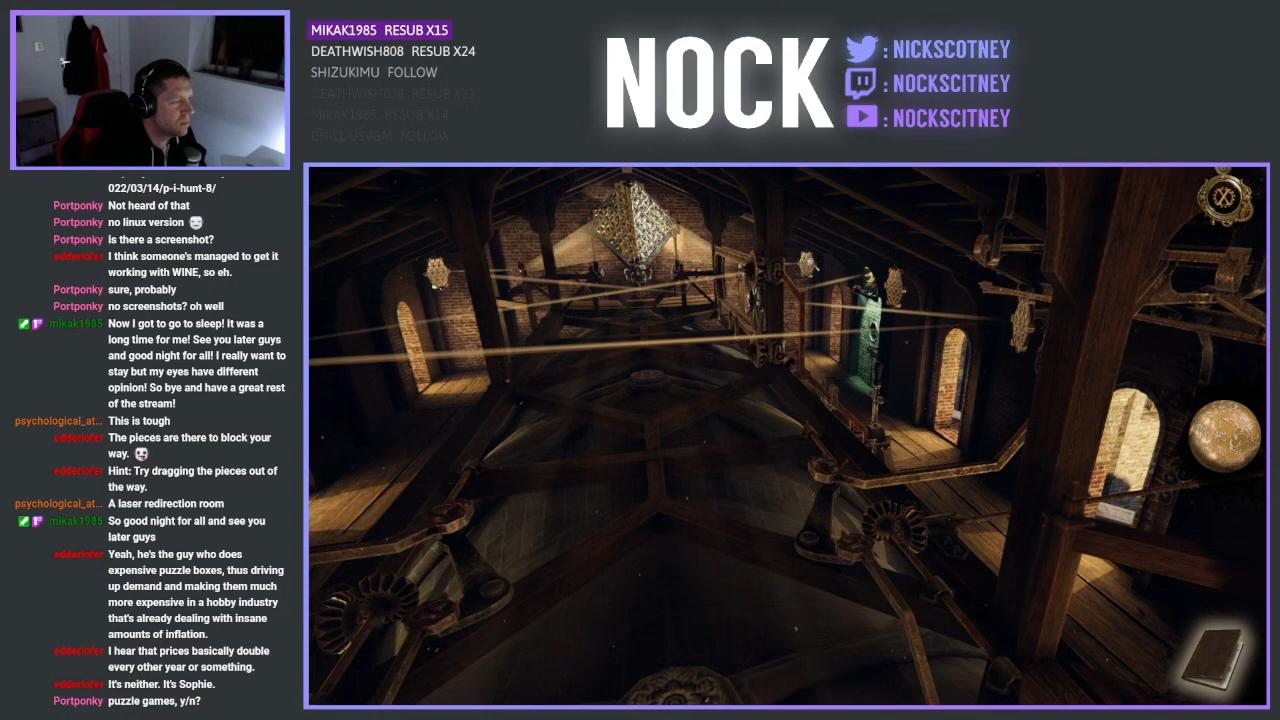 MIKAK1985 RESUB X15
DEATHWISH808 RESUB X24
SHIZUKIMU FOLLOW
DEATHWISH808 RESUB X23
MIKAK1985 RESUB X14
NOCK
: NICKSCOTNEY
: NOCKSCITNEY
: NOCKSCITNEY
022/03/14/p-i-hunt-8/
Portponky Not heard of that
Portponky no linux version
Portponky Is there a screenshot?
edderiofer I think someone's managed to get it
working with WINE, so eh.
Portponky sure, probably
Portponky no screenshots? oh well
mikak1985 Now I got to go to sleep! It was a
long time for me! See you later guys
and good night for all! I really want to
stay but my eyes have different
opinion! So bye and have a great rest
of the stream!
psychological_at... This is tough
edderiofer The pieces are there to block your
way.
edderiofer Hint: Try dragging the pieces out of
the way.
psychological_at... A laser redirection room
mikak1985 So good night for all and see you
later guys
edderiofer Yeah, he's the guy who does
expensive puzzle boxes, thus driving
up demand and making them much
more expensive in a hobby industry
that's already dealing with insane
amounts of inflation.
edderiofer I hear that prices basically double
every other year or something.
edderiofer It's neither. It's Sophie.
Portponky puzzle games, y/n?